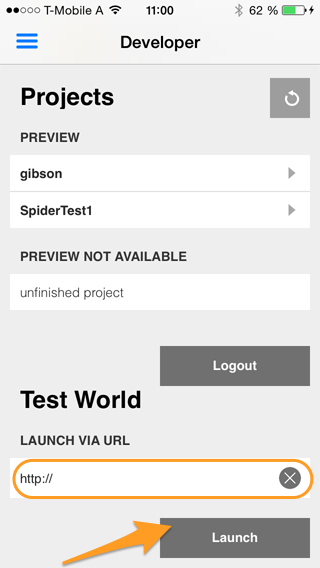 T-Mobile A 11:00 62 %
Developer
Projects
PREVIEW
gibson
SpiderTest1
PREVIEW NOT AVAILABLE
unfinished project
Logout
Test World
LAUNCH VIA URL
http://
Launch